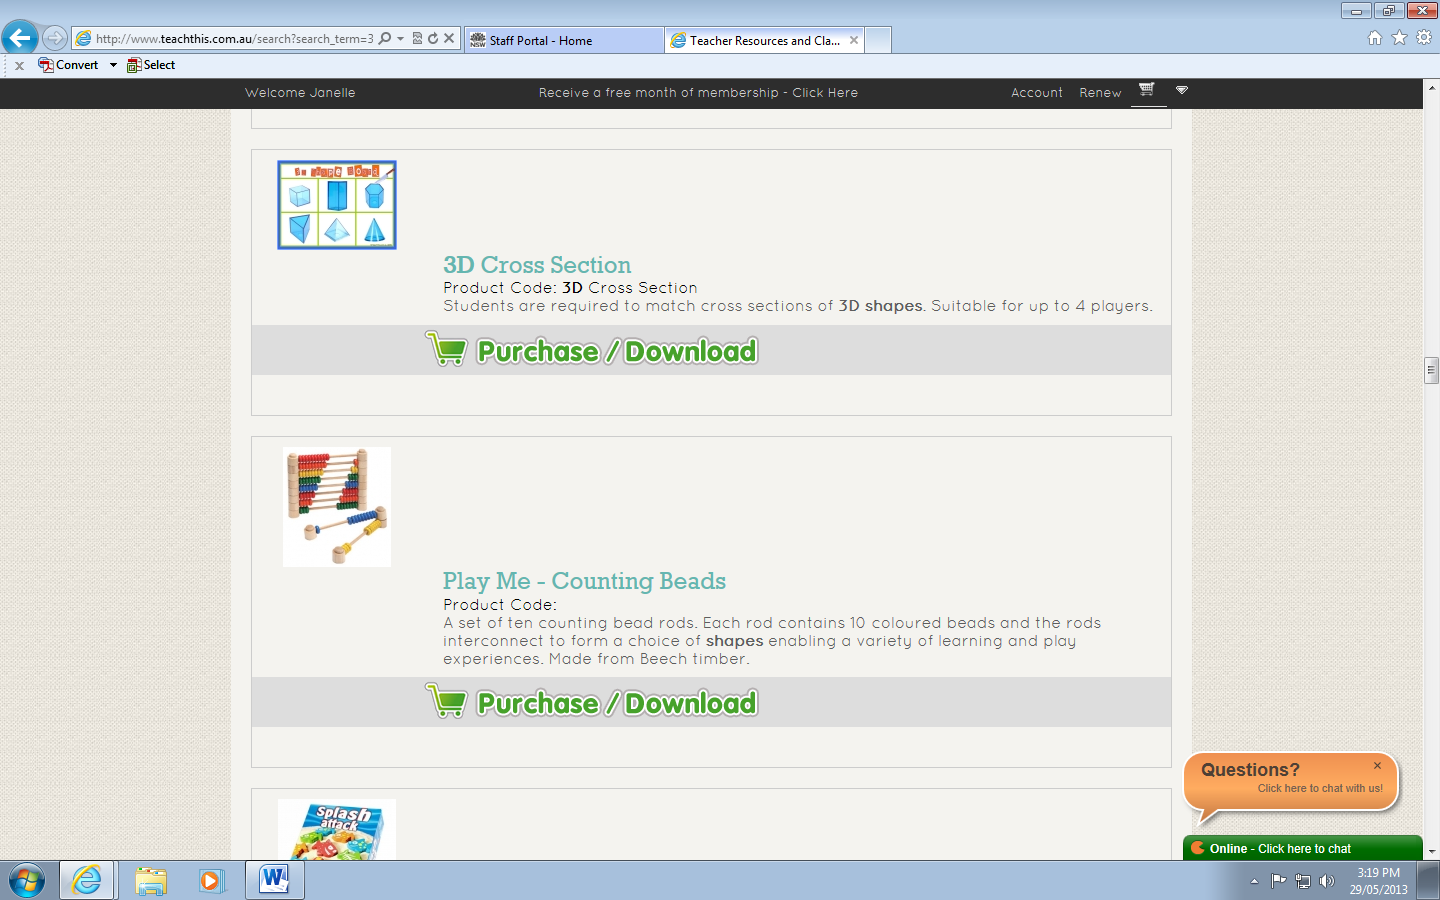 http://www.teachthis.com.au/search?search_term=3
Staff Portal - Home
Teacher Resources and Cla...
Convert
Select
Welcome Janelle
Receive a free month of membership - Click Here
Account
Renew
3D Cross Section
Product Code: 3D Cross Section
Students are required to match cross sections of 3D shapes. Suitable for up to 4 players.
Purchase / Download
Play Me - Counting Beads
Product Code:
A set of ten counting bead rods. Each rod contains 10 coloured beads and the rods
interconnect to form a choice of shapes enabling a variety of learning and play
experiences. Made from Beech timber.
Purchase / Download
Splash
attack
Questions?
Click here to chat with us!
Online - Click here to chat
3:19 PM
29/05/2013